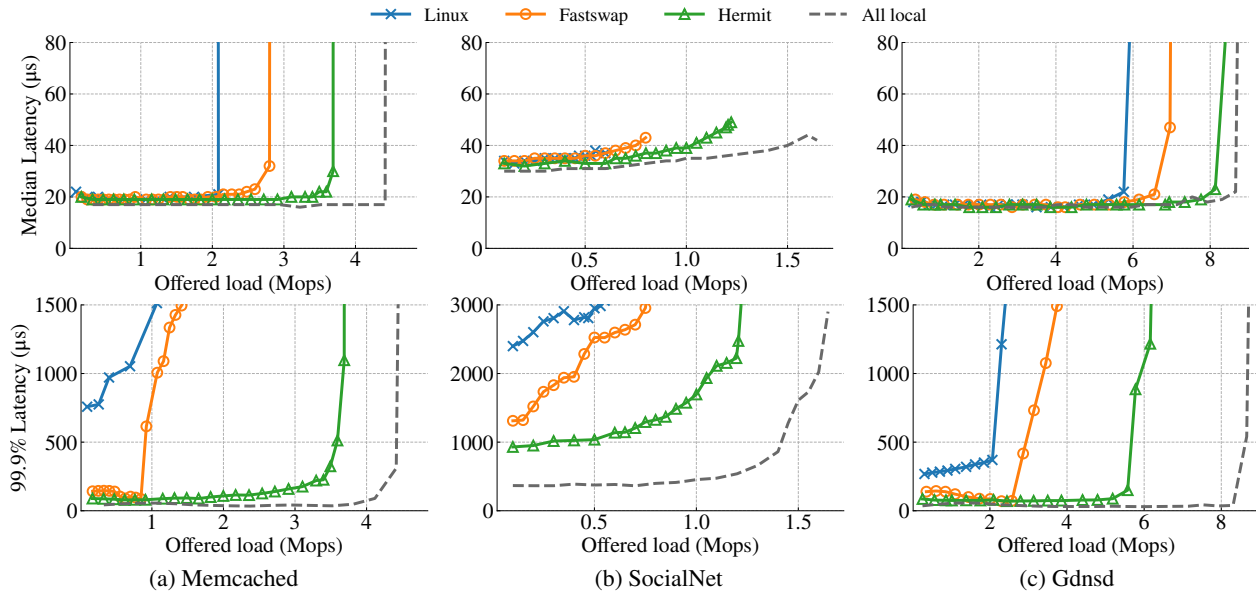 Linux Fastswap Hermit All local
Median Latency (μs)
80
60
40
20
0
1 2 3 4
Offered load (Mops)
80
60
40
20
0
0.5 1.0 1.5
Offered load (Mops)
80
60
40
20
0
2 4 6 8
Offered load (Mops)
99.9% Latency (μs)
1500
1000
500
0
1 2 3 4
Offered load (Mops)
3000
2000
1000
0
0.5 1.0 1.5
Offered load (Mops)
1500
1000
500
0
2 4 6 8
Offered load (Mops)
(a) Memcached
(b) SocialNet
(c) Gdnsd